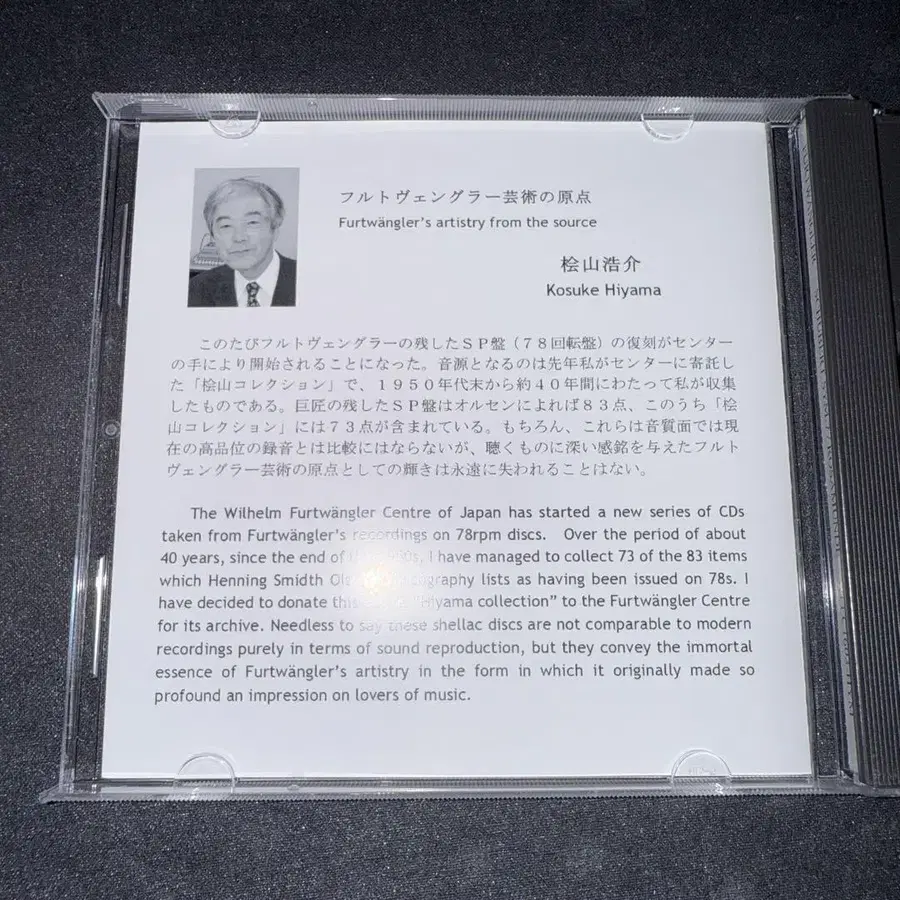 フルトヴェングラー芸術の原点
Furtwängler's artistry from the source
桧山浩介
Kosuke Hiyama
このたびフルトヴェングラーの残したＳＰ盤（７８回転盤）の復刻がセンター
の手により開始されることになった。音源となるのは先年私がセンターに寄託し
た「桧山コレクション」で、１９５０年代末から約４０年間にわたって私が収集
したものである。巨匠の残したＳＰ盤はオルセンによれば８３点、このうち「桧
山コレクション」には７３点が含まれている。もちろん、これらは音質面では現
在の高品位の録音とは比較にはならないが、聴くものに深い感銘を与えたフルト
ヴェングラー芸術の原点としての輝きは永遠に失われることはない。
The Wilhelm Furtwängler Centre of Japan has started a new series of CDs
taken from Furtwängler's recordings on 78rpm discs. Over the period of about
40 years, since the end of I have managed to collect 73 of the 83 items
which Henning Smidth lists as having been issued on 78s. I
have decided to donate this "Hiyama collection" to the Furtwängler Centre
for its archive. Needless to say these shellac discs are not comparable to modern
recordings purely in terms of sound reproduction, but they convey the immortal
essence of Furtwängler's artistry in the form in which it originally made so
profound an impression on lovers of music.